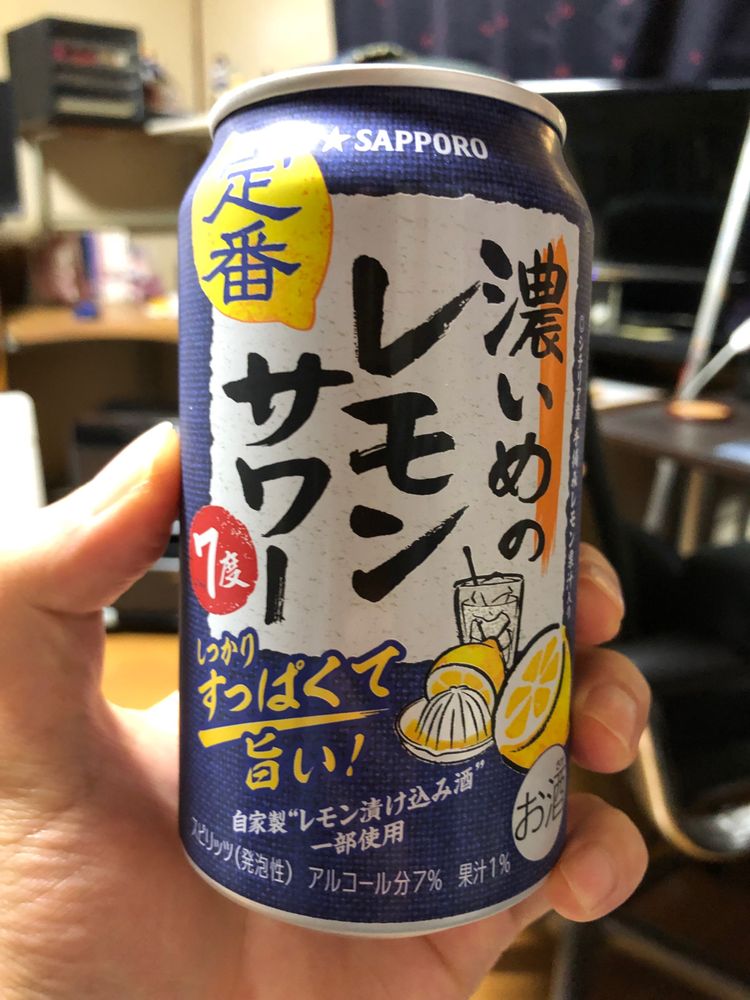 ★ SAPPORO
定番
濃いめの
レモン
サワー
7度
しっかり
すっぱくて
旨い!
自家製“レモン漬け込み酒”
一部使用
スピリッツ(発泡性) アルコール分7% 果汁1%
お酒